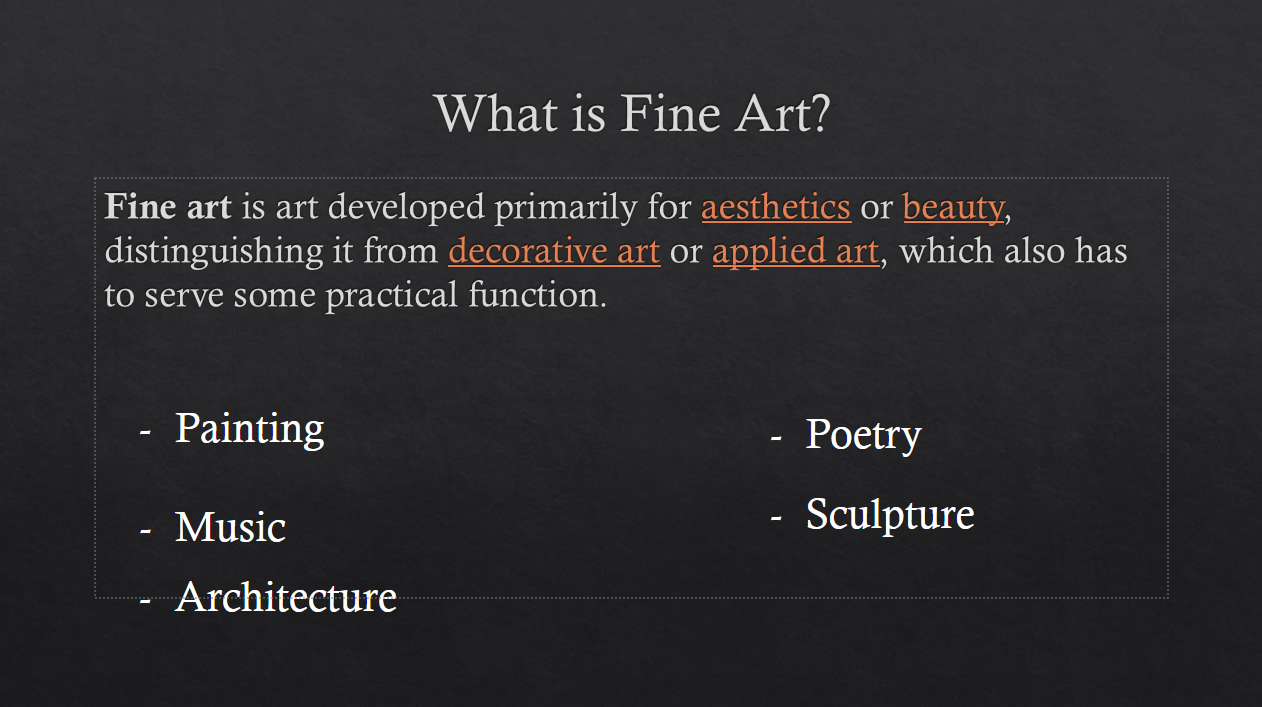 What is Fine Art?
Fine art is art developed primarily for aesthetics or beauty,
distinguishing it from decorative art or applied art, which also has
to serve some practical function.
- Painting
- Music
- Architecture
- Poetry
- Sculpture